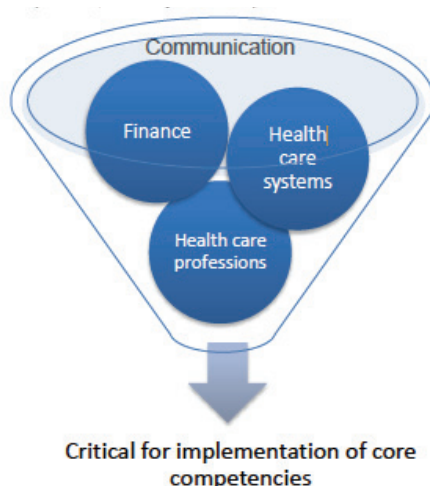 Communication
Finance
Health
care
systems
Health care
professions
Critical for implementation of core
competencies